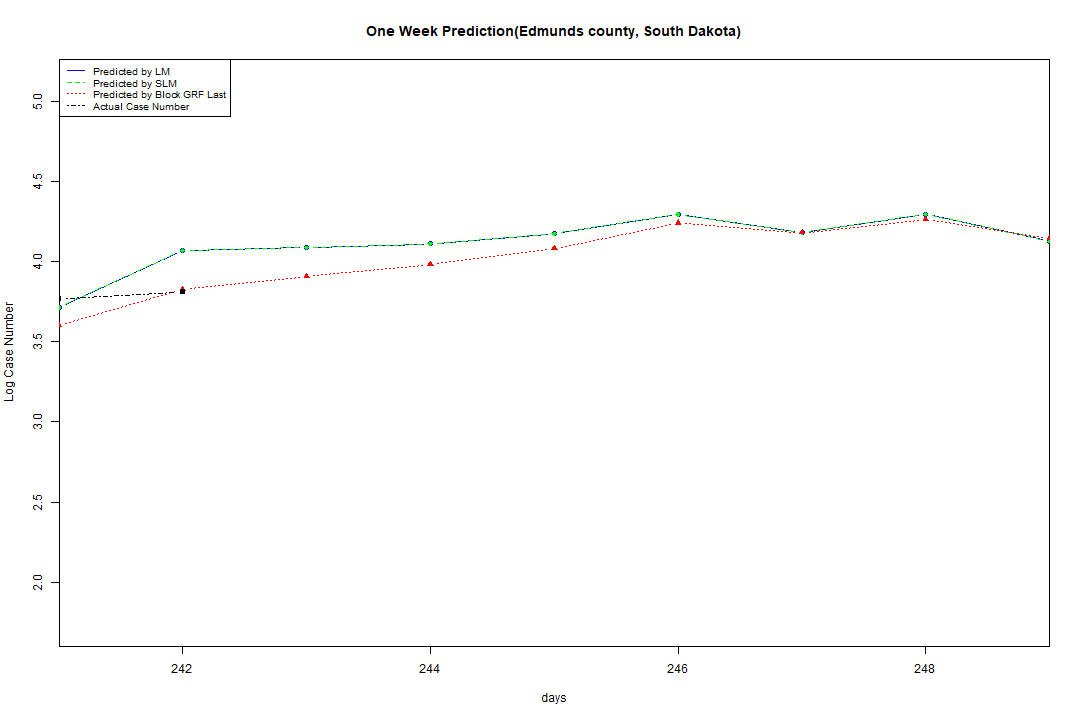 One Week Prediction(Edmunds county, South Dakota)
Predicted by LM
Predicted by SLM
Predicted by Block GRF Last
Actual Case Number
5.0
4.5
4.0
3.5
3.0
2.5
2.0
Log Case Number
242
244
246
248
days